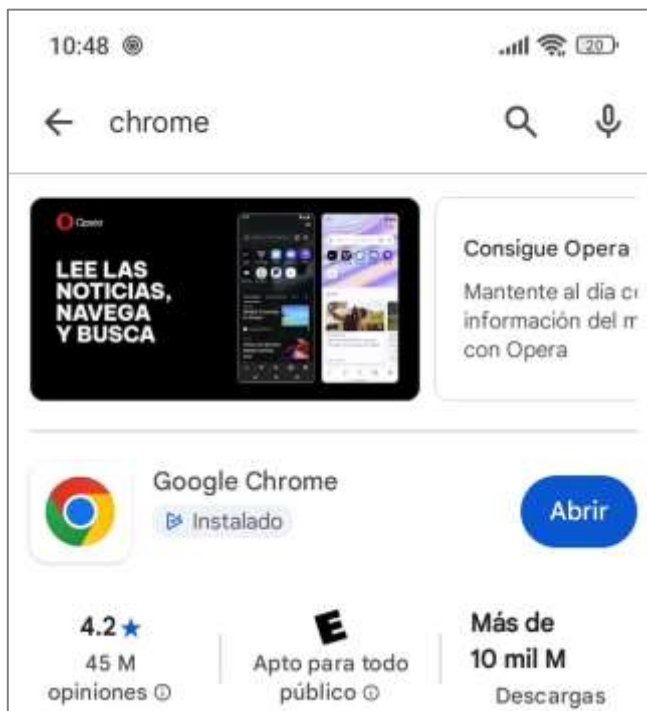 10:48
20
chrome
Opera
LEE LAS
NOTICIAS,
NAVEGA
Y BUSCA
Consigue Opera
Mantente al día c
información del m
con Opera
Google Chrome
Instalado
Abrir
4.2★
45 M
opiniones
E
Apto para todo
público
Más de
10 mil M
Descargas